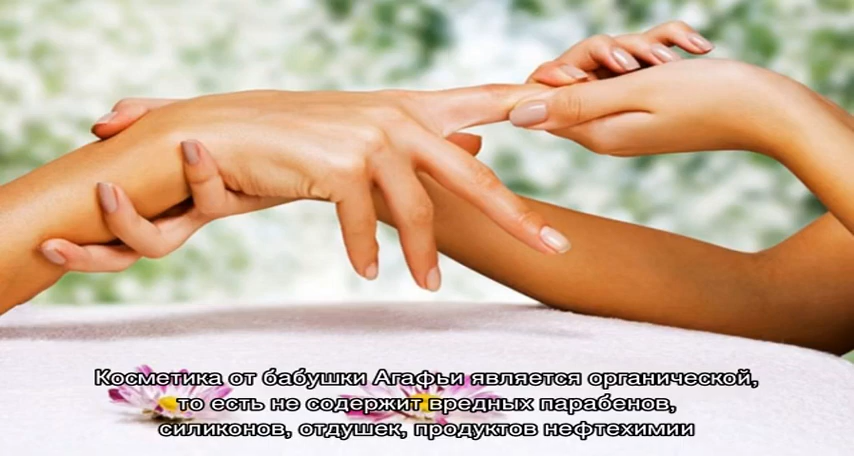 Косметика от бабушки Агафьи является органической,
то есть не содержит вредных парабенов,
силиконов, отдушек, продуктов нефтехимии